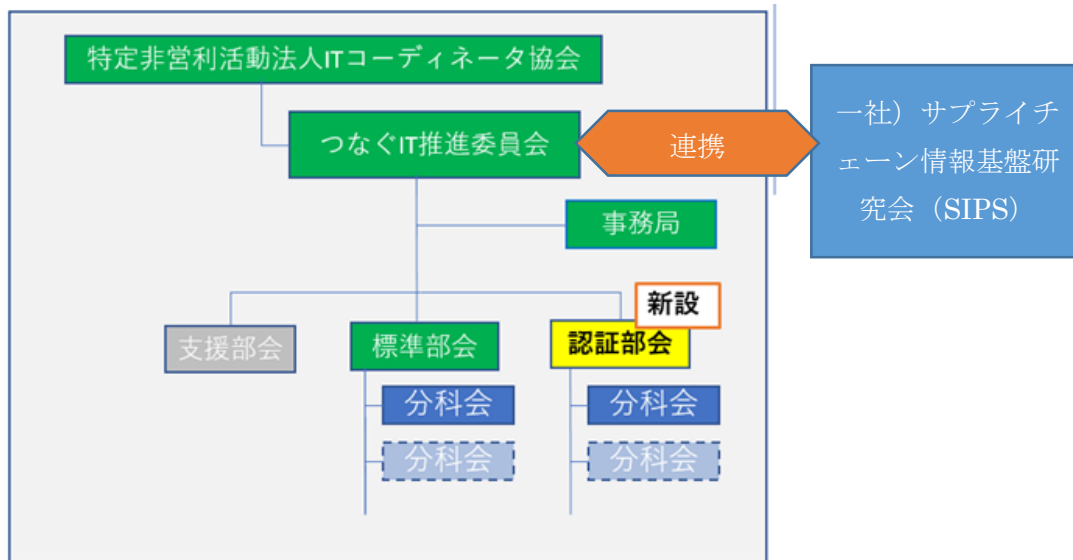 特定非営利活動法人ITコーディネータ協会
つなぐIT推進委員会
連携
一社）サプライチ
ェーン情報基盤研
究会（SIPS）
事務局
新設
支援部会
標準部会
認証部会
分科会
分科会
分科会
分科会